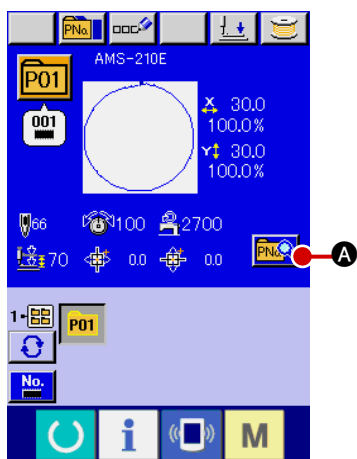 PNo.
AMS-210E
P01
001
X 30.0
100.0%
Y 30.0
100.0%
66 100 2700
PNo.
A
70 0.0 0.0
1-
P01
No.
i M